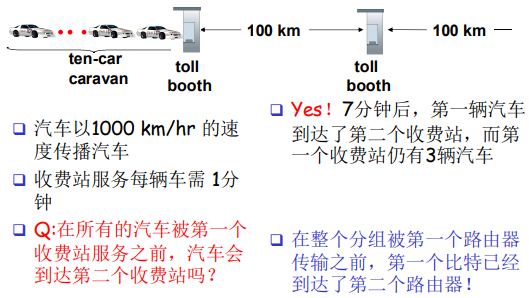 ten-car
caravan
toll
booth
100 km
toll
booth
100 km
汽车以1000 km/hr 的速
度传播汽车
收费站服务每辆车需 1分
钟
Q:在所有的汽车被第一个
收费站服务之前，汽车会
到达第二个收费站吗？
Yes！7分钟后，第一辆汽车
到达了第二个收费站，而第
一个收费站仍有3辆汽车
在整个分组被第一个路由器
传输之前，第一个比特已经
到达了第二个路由器！